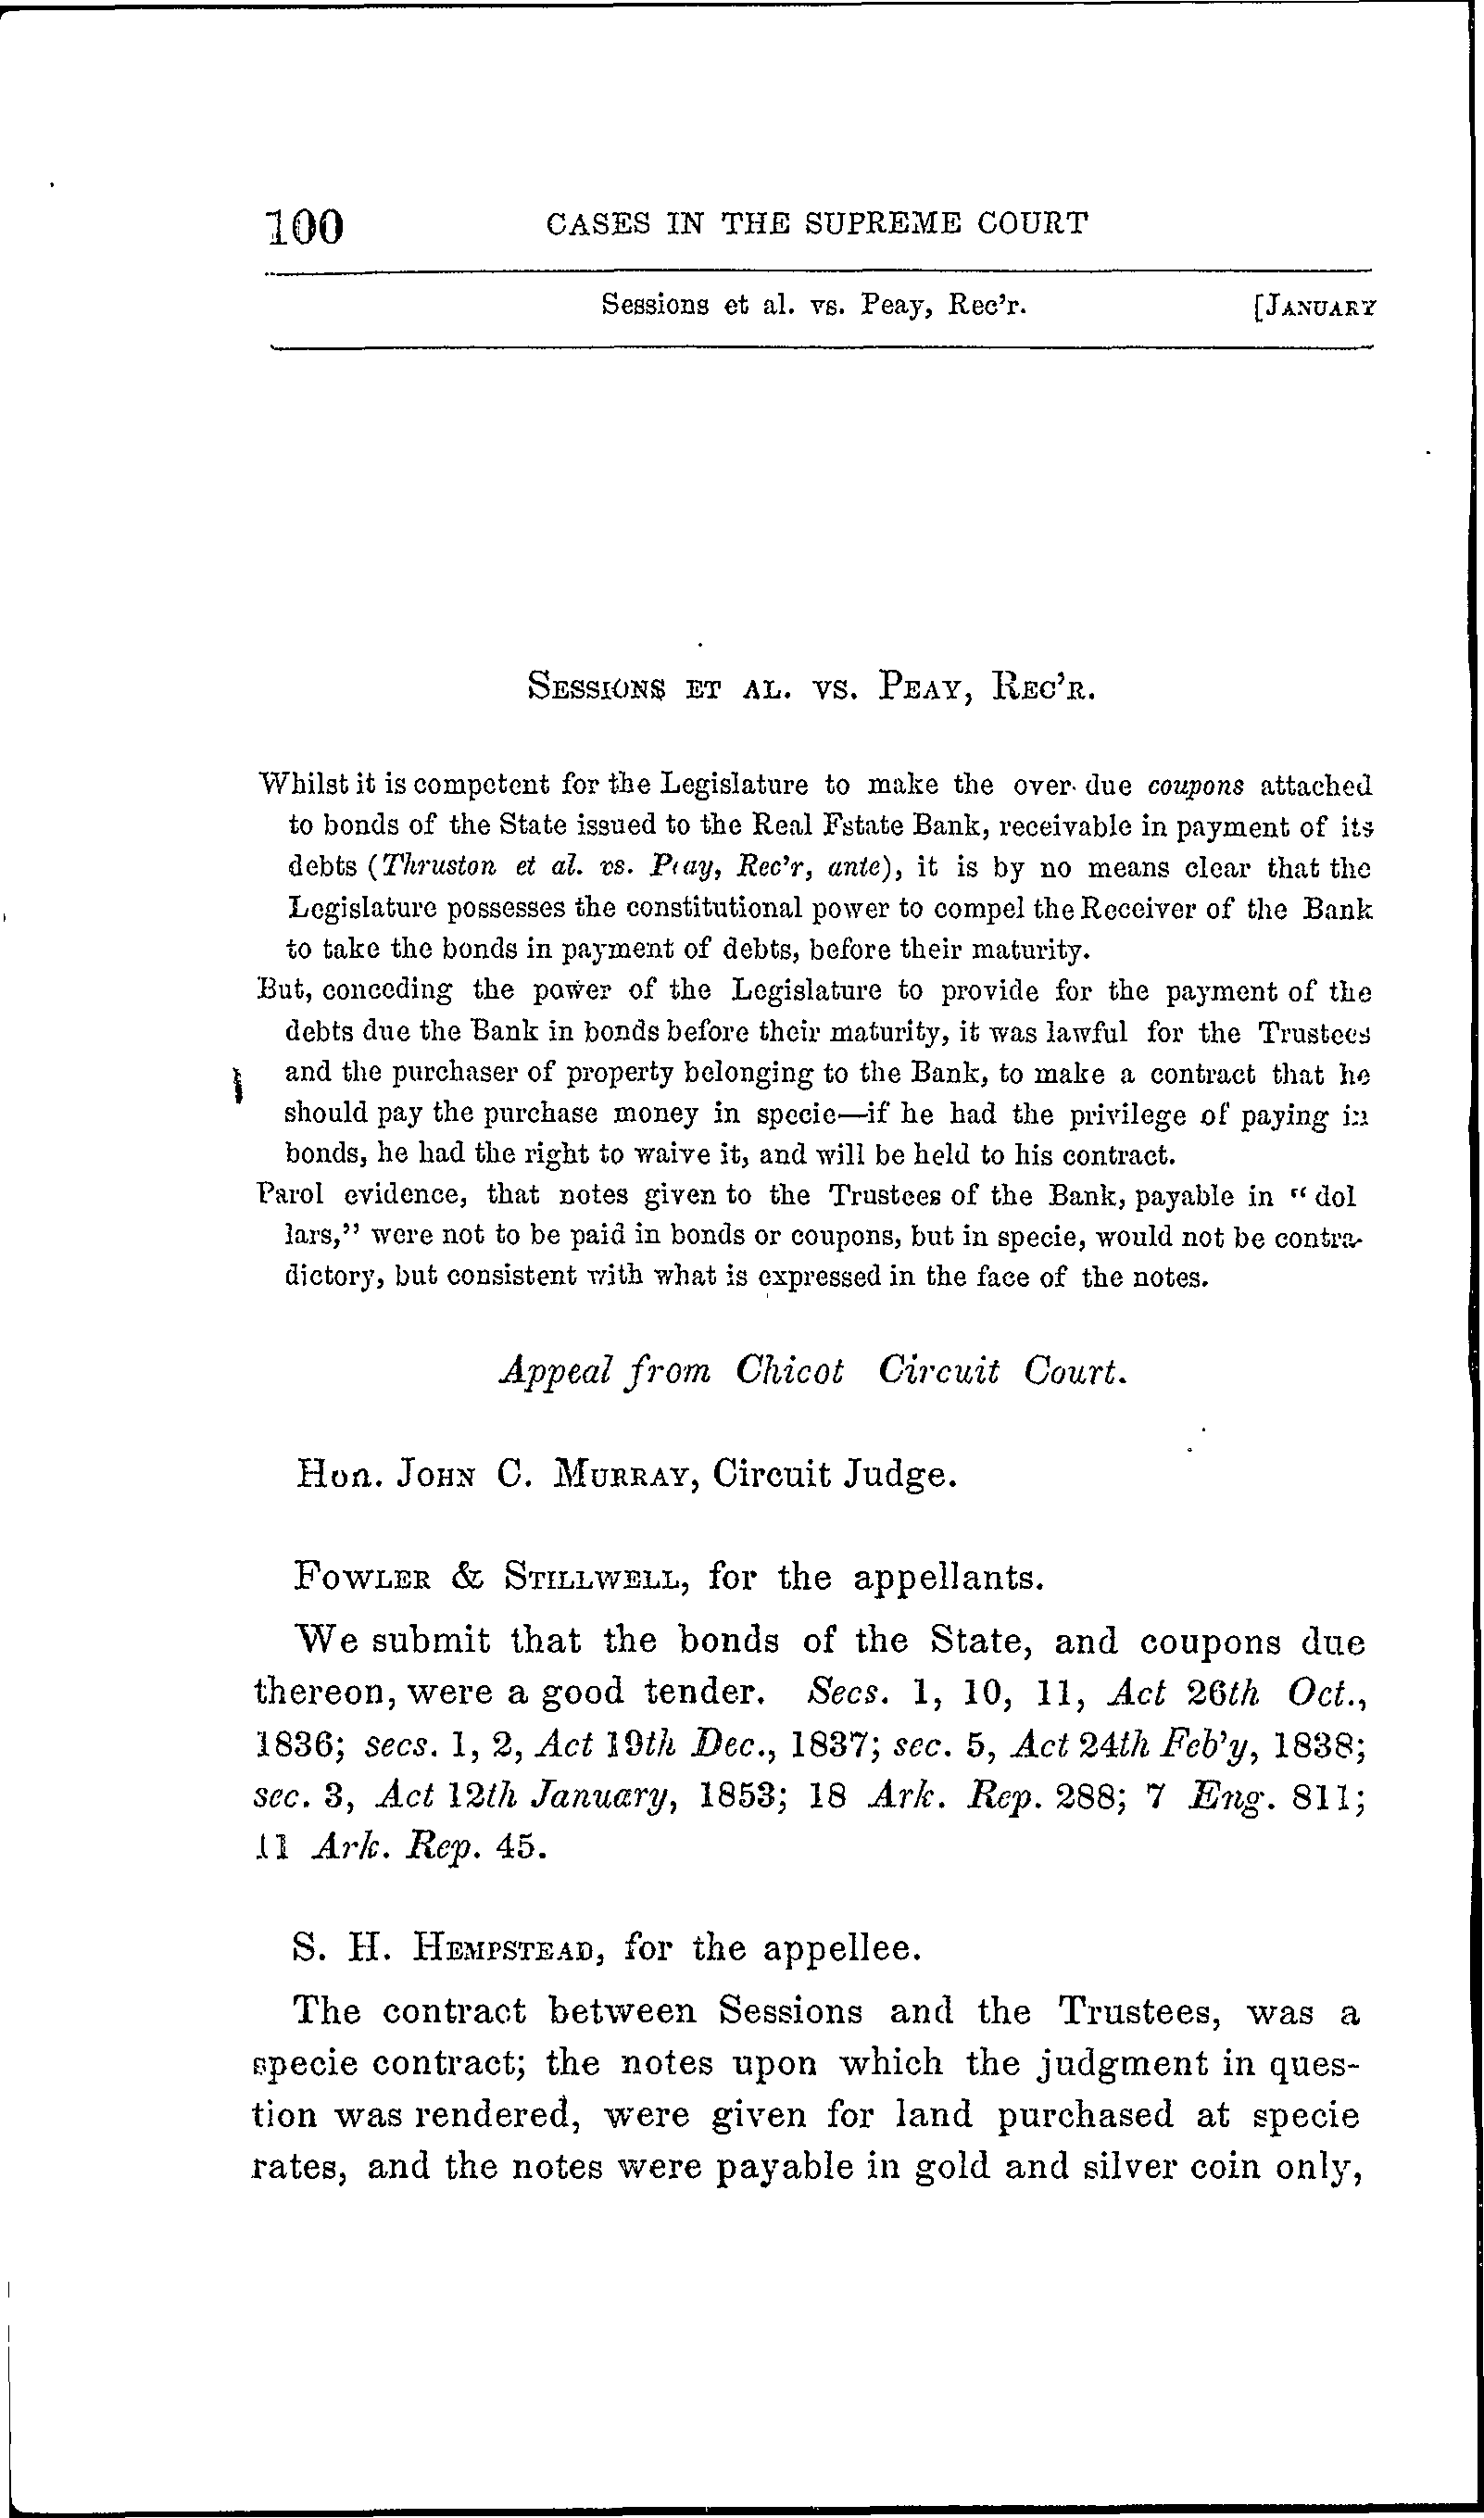 100 CASES IN THE SUPREME COURT
Sessions et al. vs. Peay, Rec’r. [JANUARY
SESSIONS ET AL. VS. PEAY, REC’R.
Whilst it is competent for the Legislature to make the over- due coupons attached
to bonds of the State issued to the Real Fstate Bank, receivable in payment of its
debts (Thruston et al. vs. Peay, Rec’r, ante), it is by no means clear that the
Legislature possesses the constitutional power to compel the Receiver of the Bank
to take the bonds in payment of debts, before their maturity.
But, conceding the power of the Legislature to provide for the payment of the
debts due the Bank in bonds before their maturity, it was lawful for the Trustees
and the purchaser of property belonging to the Bank, to make a contract that he
should pay the purchase money in specie—if he had the privilege of paying in
bonds, he had the right to waive it, and will be held to his contract.
Parol evidence, that notes given to the Trustees of the Bank, payable in “ dol
lars,” were not to be paid in bonds or coupons, but in specie, would not be contra-
dictory, but consistent with what is expressed in the face of the notes.
Appeal from Chicot Circuit Court.
Hon. JOHN C. MURRAY, Circuit Judge.
FOWLER & STILLWELL, for the appellants.
We submit that the bonds of the State, and coupons due
thereon, were a good tender. Secs. 1, 10, 11, Act 26th Oct.,
1836; secs. 1, 2, Act 19th Dec., 1837; sec. 5, Act 24th Feb’y, 1838;
sec. 3, Act 12th January, 1853; 18 Ark. Rep. 288; 7 Eng. 811;
11 Ark. Rep. 45.
S. H. HEMPSTEAD, for the appellee.
The contract between Sessions and the Trustees, was a
specie contract; the notes upon which the judgment in ques-
tion was rendered, were given for land purchased at specie
rates, and the notes were payable in gold and silver coin only,